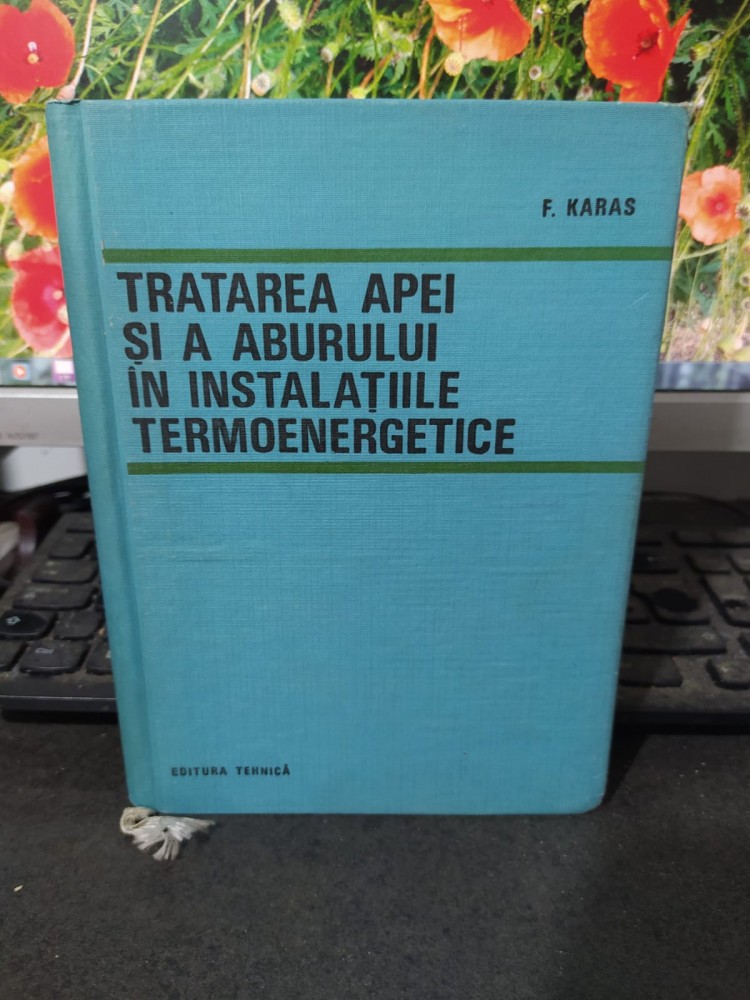 F. KARAS
TRATAREA APEI
ȘI A ABURULUI
ÎN INSTALAȚIILE
TERMOENERGETICE
EDITURA TEHNICĂ